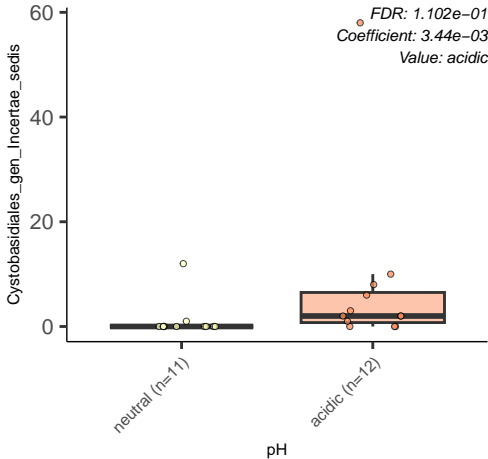 FDR: 1.102e−01
Coefficient: 3.44e−03
Value: acidic
Cystobasidiales_gen_Incertae_sedis
60
40
20
0
neutral (n=11)
acidic (n=12)
pH